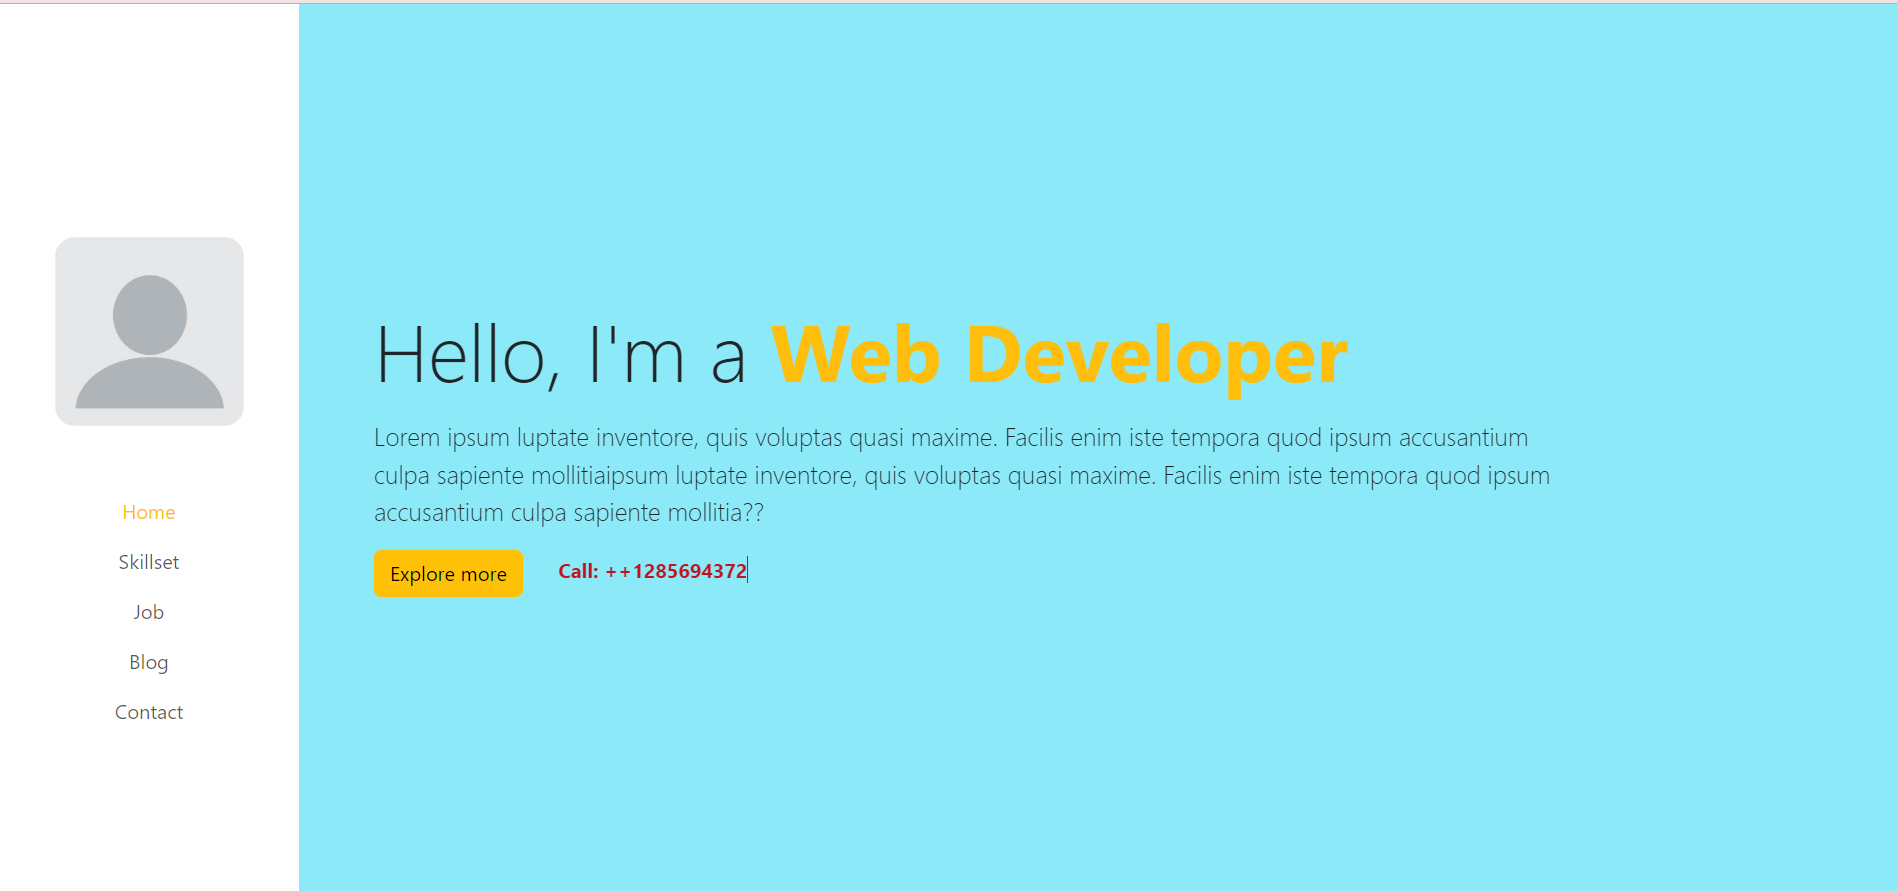 Home
Skillset
Job
Blog
Contact
Hello, I'm a Web Developer
Lorem ipsum luptate inventore, quis voluptas quasi maxime. Facilis enim iste tempora quod ipsum accusantium
culpa sapiente mollitiaipsum luptate inventore, quis voluptas quasi maxime. Facilis enim iste tempora quod ipsum
accusantium culpa sapiente mollitia??
Explore more
Call: ++1285694372